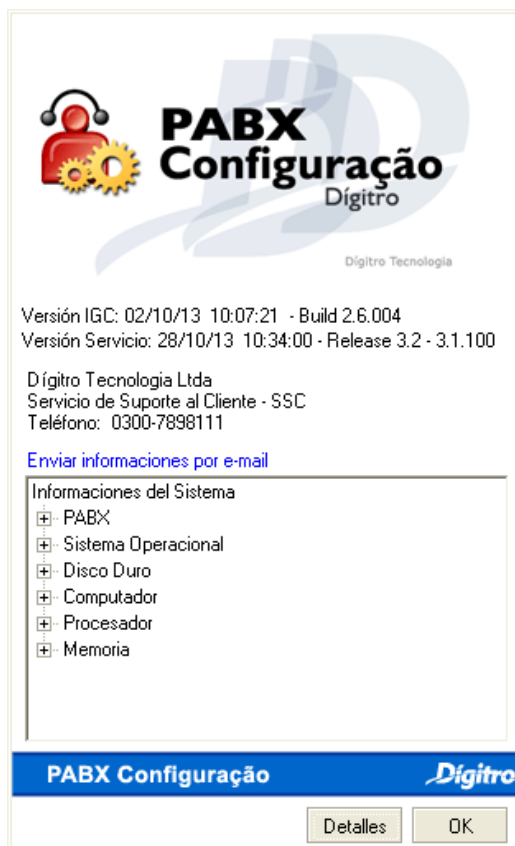 PABX
Configuração
Dígitro
Dígitro Tecnologia
Versión IGC: 02/10/13 10:07:21 - Build 2.6.004
Versión Servicio: 28/10/13 10:34:00 - Release 3.2 - 3.1.100
Dígitro Tecnologia Ltda
Servicio de Suporte al Cliente - SSC
Teléfono: 0300-7898111
Enviar informaciones por e-mail
Informaciones del Sistema
PABX
Sistema Operacional
Disco Duro
Computador
Procesador
Memoria
PABX Configuração Dígitro
Detalles OK